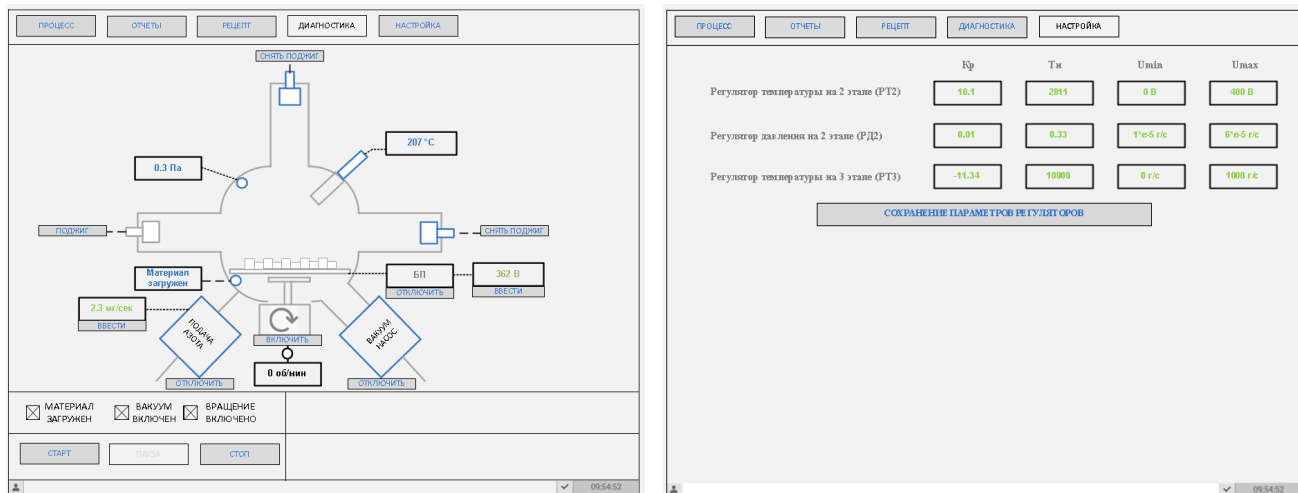 ПРОЦЕСС ОТЧЕТЫ РЕЦЕПТ ДИАГНОСТИКА НАСТРОЙКА
СНЯТЬ ПОДЖИГ
207 °C
0.3 Па
ПОДЖИГ
СНЯТЬ ПОДЖИГ
Материал
загружен
БП
362 В
ОТКЛЮЧИТЬ
ВВЕСТИ
2.3 мг/сек
ВВЕСТИ
ПОДАЧА
АЗОТА
ВАКУУМ
НАСОС
ВКЛЮЧИТЬ
0 об/мин
ОТКЛЮЧИТЬ
ОТКЛЮЧИТЬ
МАТЕРИАЛ
ЗАГРУЖЕН
ВАКУУМ
ВКЛЮЧЕН
ВРАЩЕНИЕ
ВКЛЮЧЕНО
СТАРТ ПАУЗА СТОП
09:54:52
ПРОЦЕСС ОТЧЕТЫ РЕЦЕПТ ДИАГНОСТИКА НАСТРОЙКА
Кр Ти Umin Umax
Регулятор температуры на 2 этапе (РТ2) 10.1 2811 0 В 400 В
Регулятор давления на 2 этапе (РД2) 0.01 0.33 1*e-5 г/с 6*e-5 г/с
Регулятор температуры на 3 этапе (РТ3) -11.34 10000 0 г/с 1000 г/с
СОХРАНЕНИЕ ПАРАМЕТРОВ РЕГУЛЯТОРОВ
09:54:52